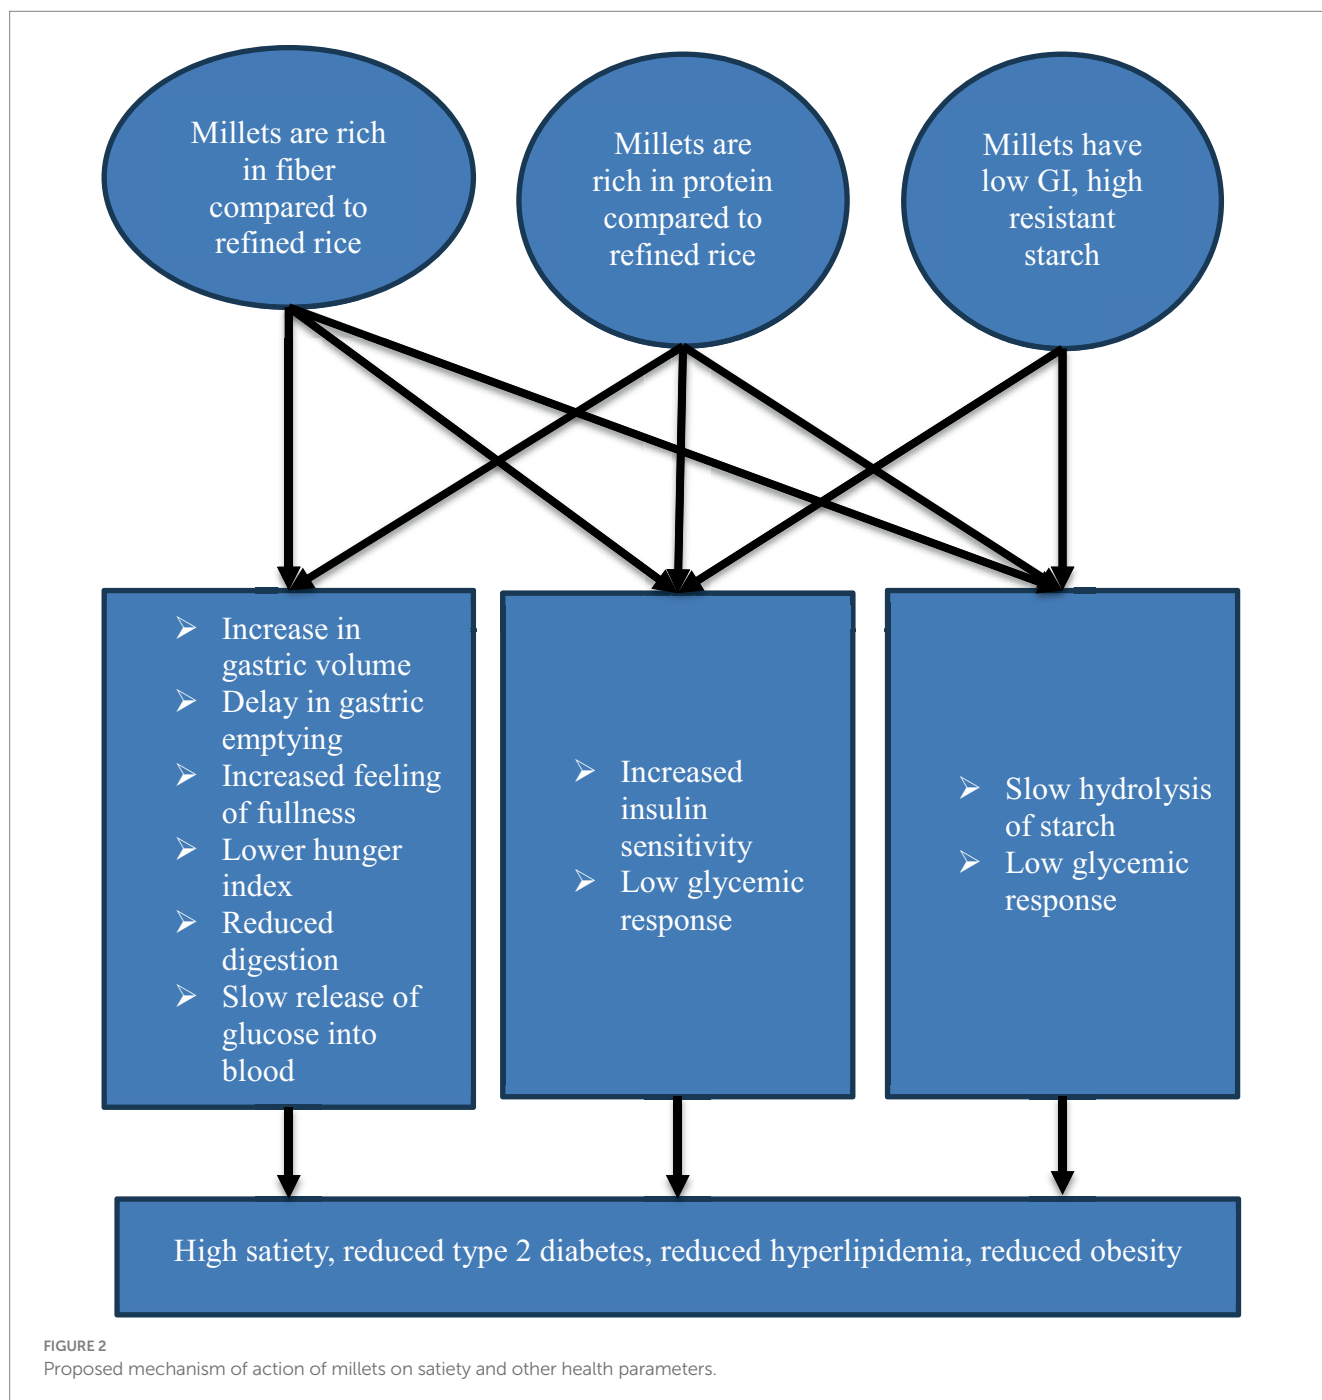 Millets are rich
in fiber
compared to
refined rice
Millets are
rich in protein
compared to
refined rice
Millets have
low GI, high
resistant
starch
➢ Increase in
gastric volume
➢ Delay in gastric
emptying
➢ Increased feeling
of fullness
➢ Lower hunger
index
➢ Reduced
digestion
➢ Slow release of
glucose into
blood
➢ Increased
insulin
sensitivity
➢ Low glycemic
response
➢ Slow hydrolysis
of starch
➢ Low glycemic
response
High satiety, reduced type 2 diabetes, reduced hyperlipidemia, reduced obesity
FIGURE 2
Proposed mechanism of action of millets on satiety and other health parameters.